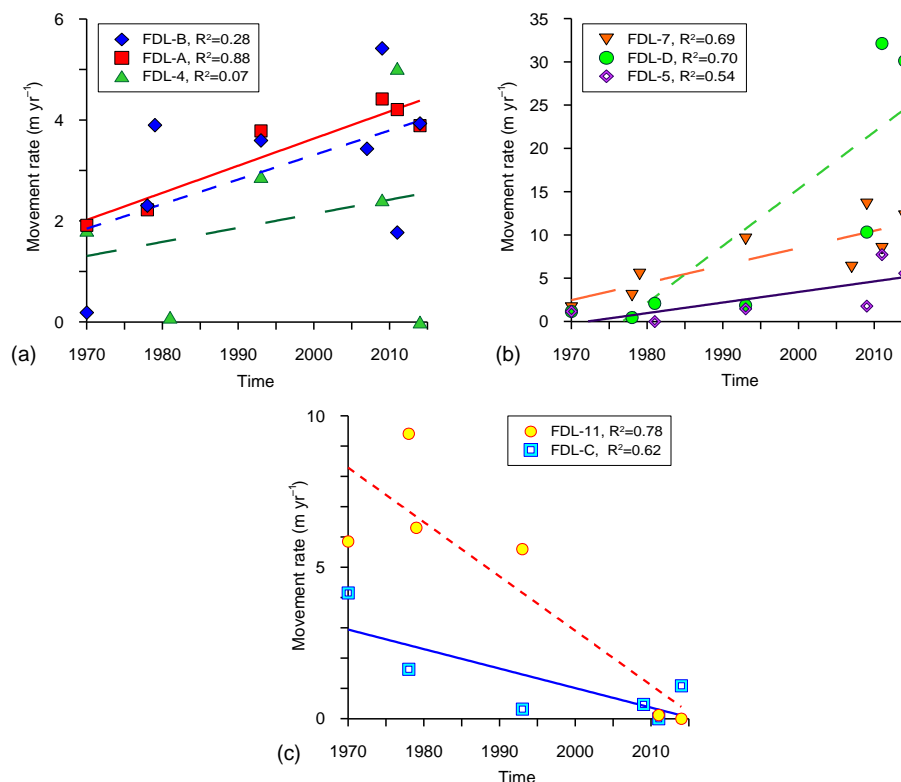 FDL-B, R²=0.28
FDL-A, R²=0.88
FDL-4, R²=0.07
6
4
2
0
Movement rate (m yr⁻¹)
1970 1980 1990 2000 2010
Time
(a)
FDL-7, R²=0.69
FDL-D, R²=0.70
FDL-5, R²=0.54
35
30
25
20
15
10
5
0
Movement rate (m yr⁻¹)
1970 1980 1990 2000 2010
Time
(b)
FDL-11, R²=0.78
FDL-C, R²=0.62
10
5
0
Movement rate (m yr⁻¹)
1970 1980 1990 2000 2010
Time
(c)